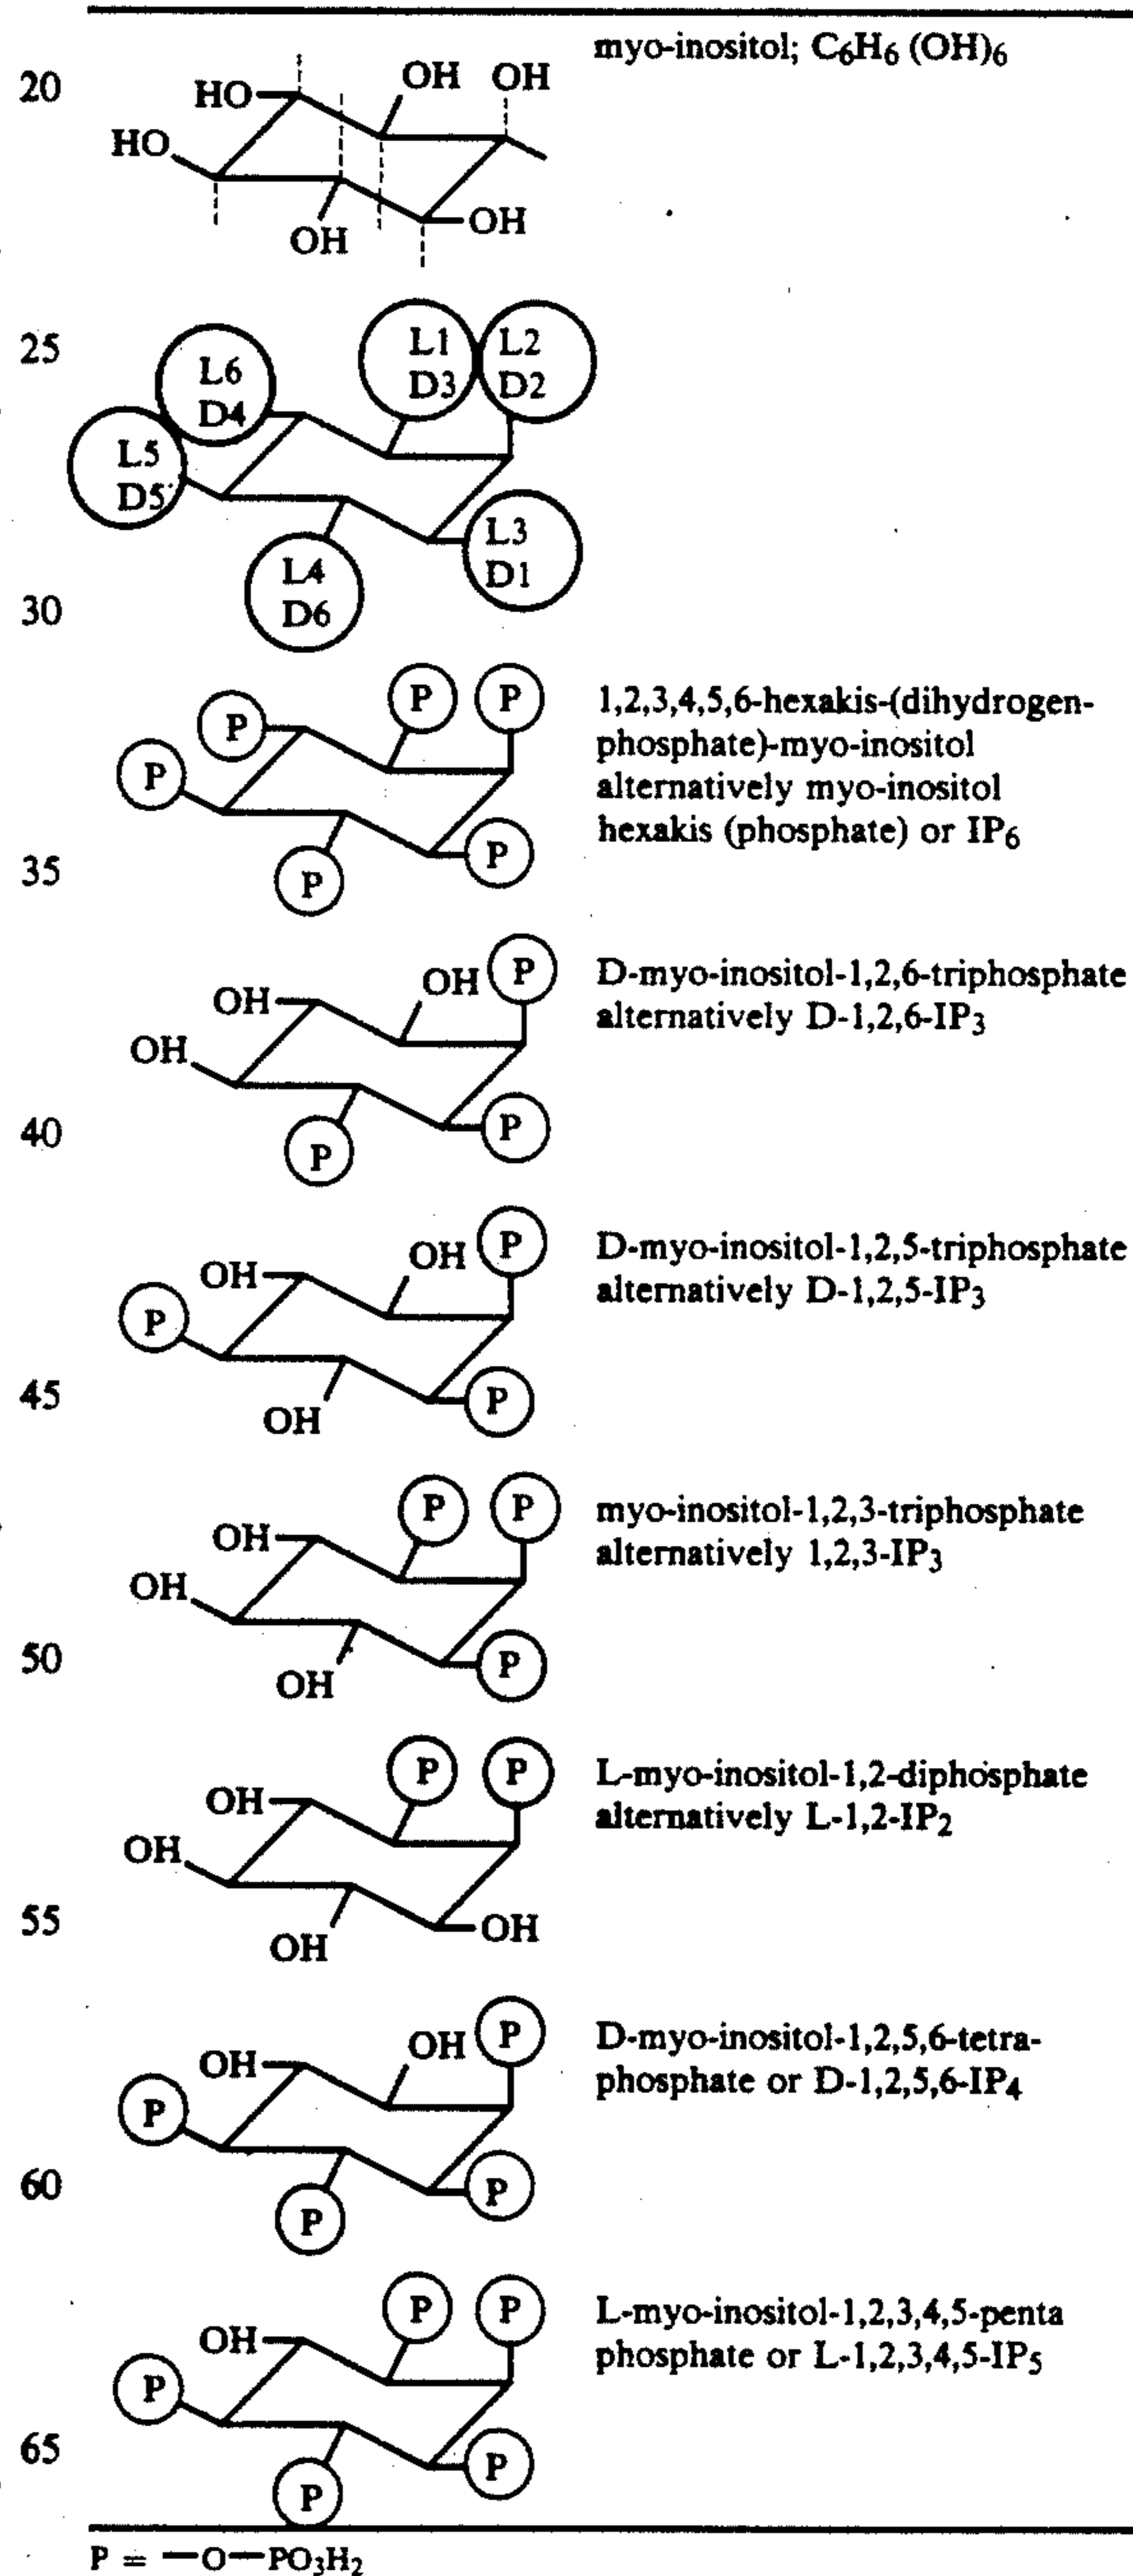 myo-inositol; C₆H₆ (OH)₆
20
OH OH
HO
HO
OH
OH
25
L1 L2
D3 D2
L6
D4
L5
D5
L3
D1
L4
D6
30
P P
P
P
P
P
1,2,3,4,5,6-hexakis-(dihydrogen-
phosphate)-myo-inositol
alternatively myo-inositol
hexakis (phosphate) or IP₆
35
OH P
OH
OH
P
P
D-myo-inositol-1,2,6-triphosphate
alternatively D-1,2,6-IP₃
40
OH P
OH
P
OH
P
D-myo-inositol-1,2,5-triphosphate
alternatively D-1,2,5-IP₃
45
P P
OH
OH
OH
P
myo-inositol-1,2,3-triphosphate
alternatively 1,2,3-IP₃
50
P P
OH
OH
OH
OH
L-myo-inositol-1,2-diphosphate
alternatively L-1,2-IP₂
55
OH P
OH
P
P
P
D-myo-inositol-1,2,5,6-tetra-
phosphate or D-1,2,5,6-IP₄
60
P P
OH
P
P
P
L-myo-inositol-1,2,3,4,5-penta
phosphate or L-1,2,3,4,5-IP₅
65
P = —O—PO₃H₂